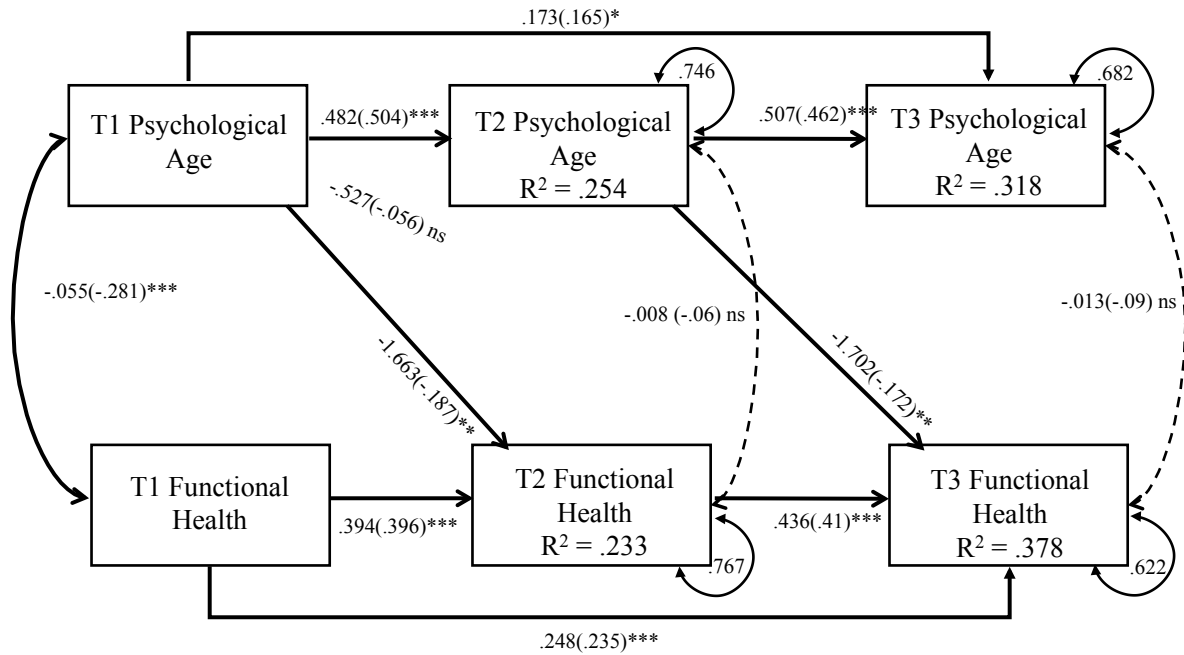 .173(.165)*
.746
.682
T1 Psychological
Age
.482(.504)***
T2 Psychological
Age
R² = .254
.507(.462)***
T3 Psychological
Age
R² = .318
-.527(-.056) ns
-.055(-.281)***
-.008 (-.06) ns
-.013(-.09) ns
-1.663(-.187)**
-1.702(-.172)**
T1 Functional
Health
.394(.396)***
T2 Functional
Health
R² = .233
.436(.41)***
T3 Functional
Health
R² = .378
.767
.622
.248(.235)***